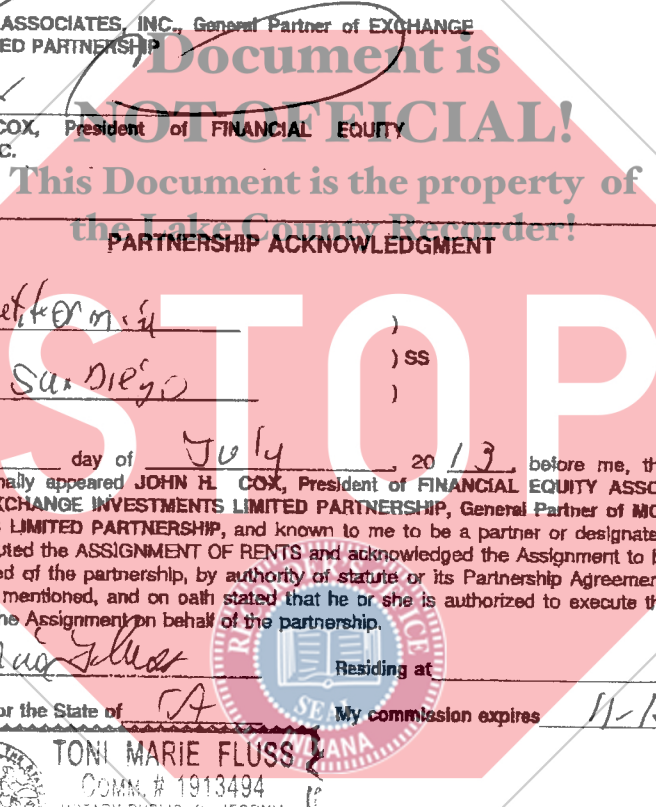 ASSOCIATES, INC., General Partner of EXCHANGE
ED PARTNERSHIP
Document is
COX, President of FINANCIAL EQUITY
C.
NOT OFFICIAL!
This Document is the property of
the Lake County Recorder!
PARTNERSHIP ACKNOWLEDGMENT
)
San Diego ) SS
)
STOP
day of July, 2013, before me, th
nally appeared JOHN H. COX, President of FINANCIAL EQUITY ASSO
XCHANGE INVESTMENTS LIMITED PARTNERSHIP, General Partner of MO
S LIMITED PARTNERSHIP, and known to me to be a partner or designate
uted the ASSIGNMENT OF RENTS and acknowledged the Assignment to b
ed of the partnership, by authority of statute or its Partnership Agreemen
mentioned, and on oath stated that he or she is authorized to execute th
he Assignment on behalf of the partnership.
Residing at
or the State of CA My commission expires 11-
SEAL
INDIANA
TONI MARIE FLUSS
COMM. # 1913494